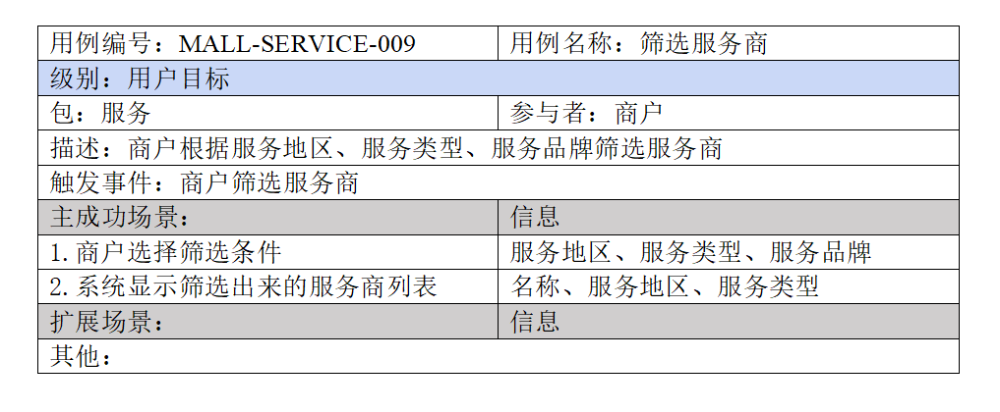 用例编号：MALL-SERVICE-009 用例名称：筛选服务商
级别：用户目标
包：服务 参与者：商户
描述：商户根据服务地区、服务类型、服务品牌筛选服务商
触发事件：商户筛选服务商
主成功场景： 信息
1.商户选择筛选条件 服务地区、服务类型、服务品牌
2.系统显示筛选出来的服务商列表 名称、服务地区、服务类型
扩展场景： 信息
其他：